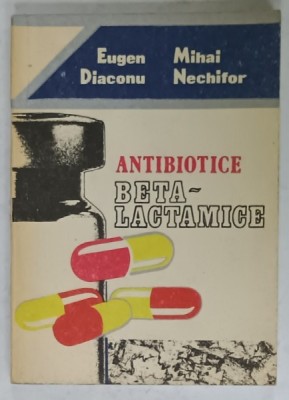 Eugen Mihai
Diaconu Nechifor
ANTIBIOTICE
BETA-
LACTAMICE